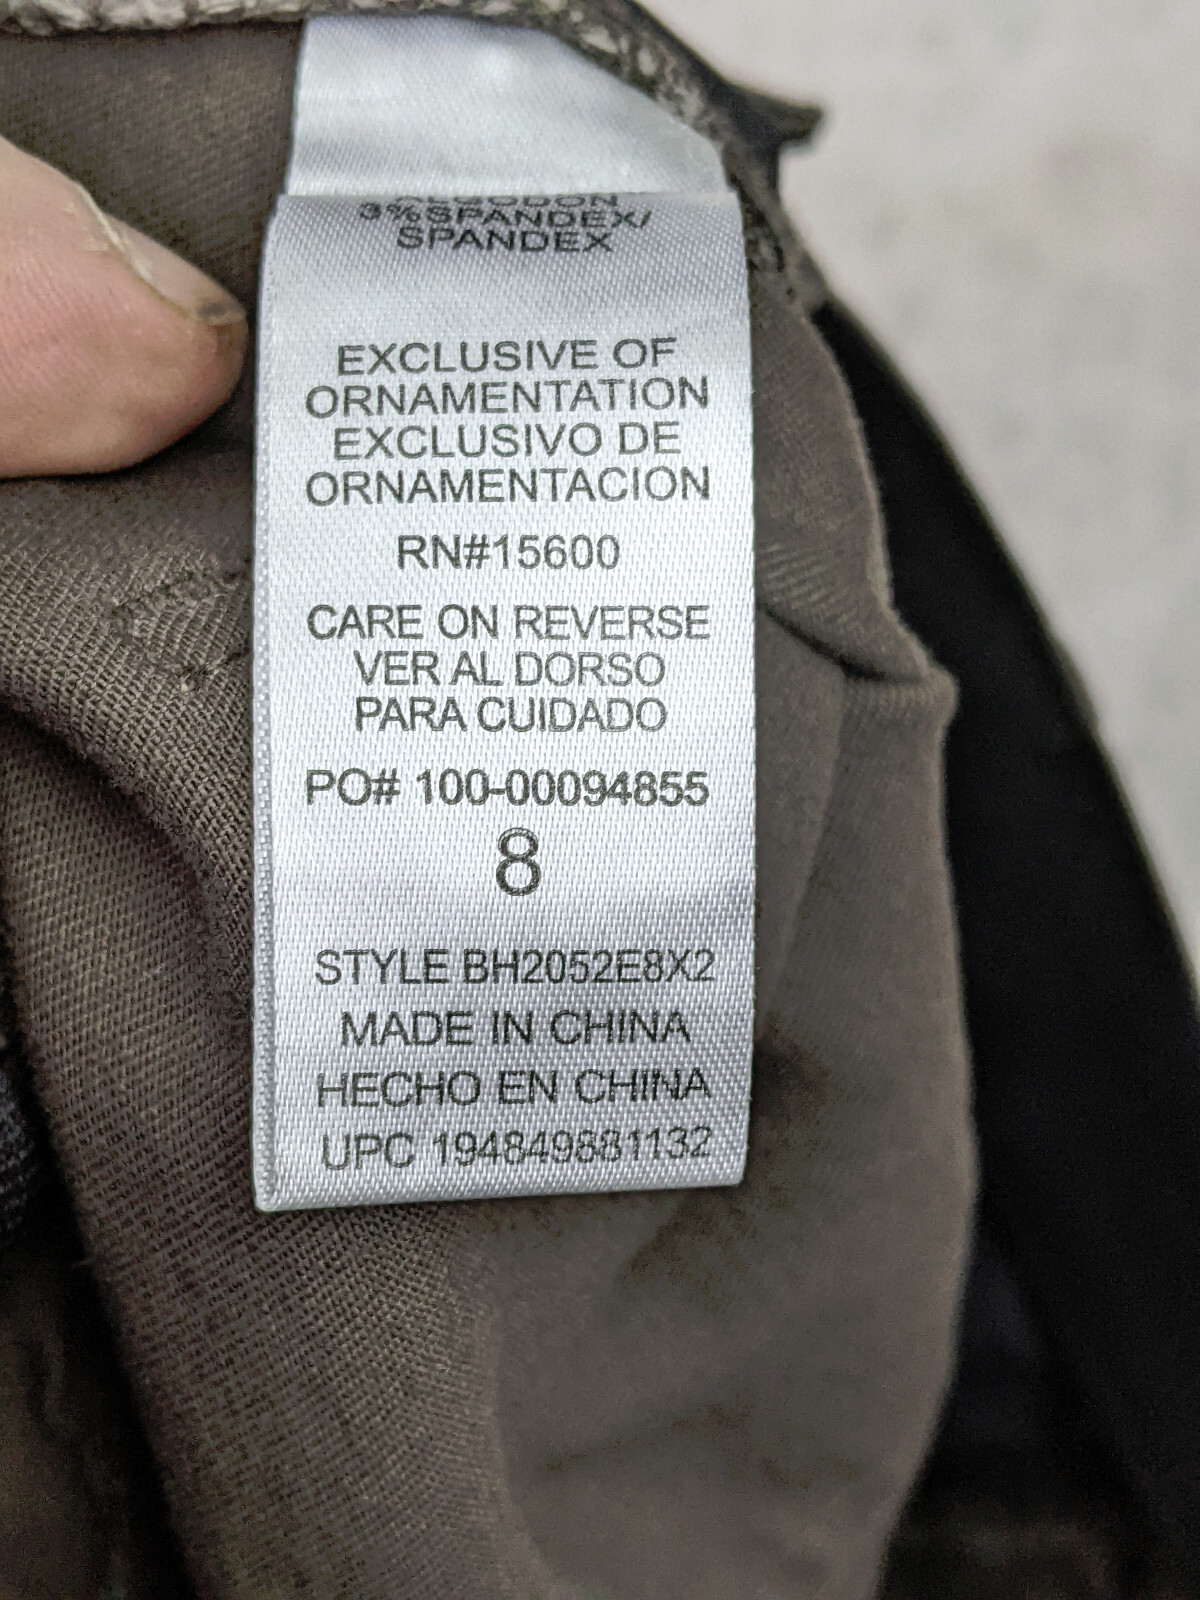 ALGODON
3%SPANDEX/
SPANDEX
EXCLUSIVE OF
ORNAMENTATION
EXCLUSIVO DE
ORNAMENTACION
RN#15600
CARE ON REVERSE
VER AL DORSO
PARA CUIDADO
PO# 100-00094855
8
STYLE BH2052E8X2
MADE IN CHINA
HECHO EN CHINA
UPC 194849881132